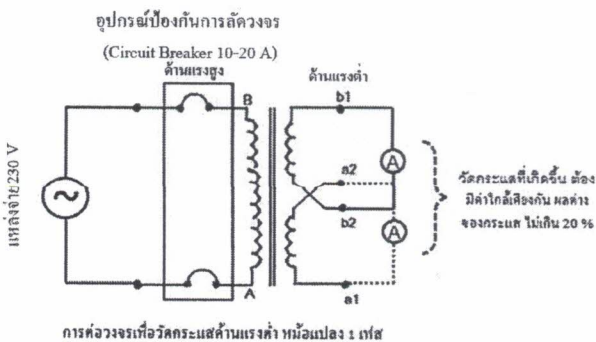 อุปกรณ์ป้องกันการลัดวงจร
(Circuit Breaker 10-20 A)
ด้านแรงสูง
ด้านแรงต่ำ
B
b1
A
a2
b2
A
a1
A
แหล่งจ่าย230 V
วัดกระแสที่เกิดขึ้น ต้อง
มีค่าใกล้เคียงกัน ผลต่าง
ของกระแส ไม่เกิน 20 %
การต่อวงจรเพื่อวัดกระแสด้านแรงต่ำ หม้อแปลง 1 เฟส